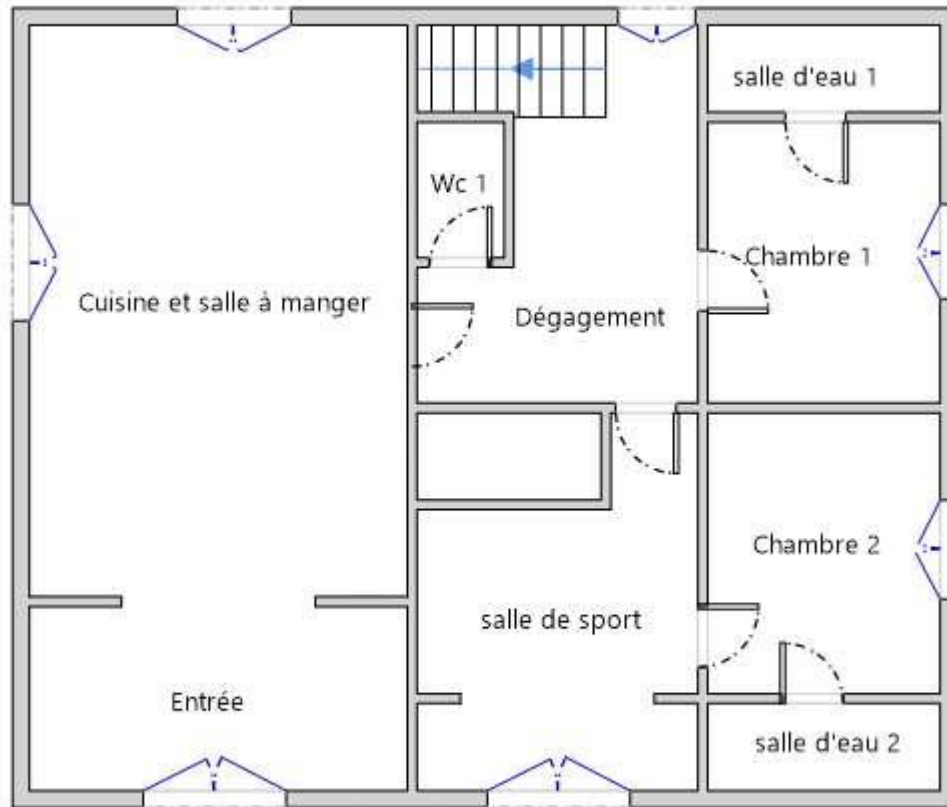 salle d'eau 1
Wc 1
Chambre 1
Cuisine et salle à manger
Dégagement
Chambre 2
salle de sport
Entrée
salle d'eau 2